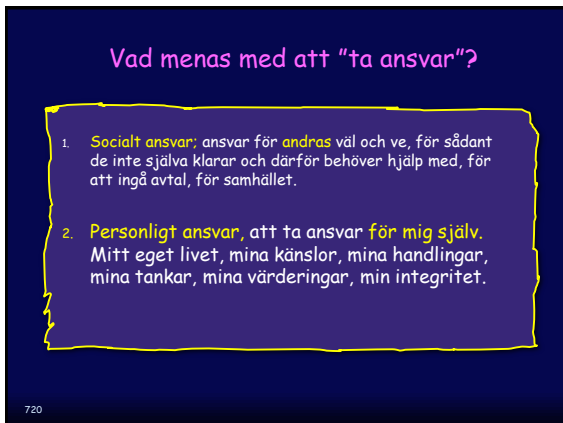 Vad menas med att ”ta ansvar”?
1. Socialt ansvar; ansvar för andras väl och ve, för sådant
de inte själva klarar och därför behöver hjälp med, för
att ingå avtal, för samhället.
2. Personligt ansvar, att ta ansvar för mig själv.
Mitt eget livet, mina känslor, mina handlingar,
mina tankar, mina värderingar, min integritet.
720